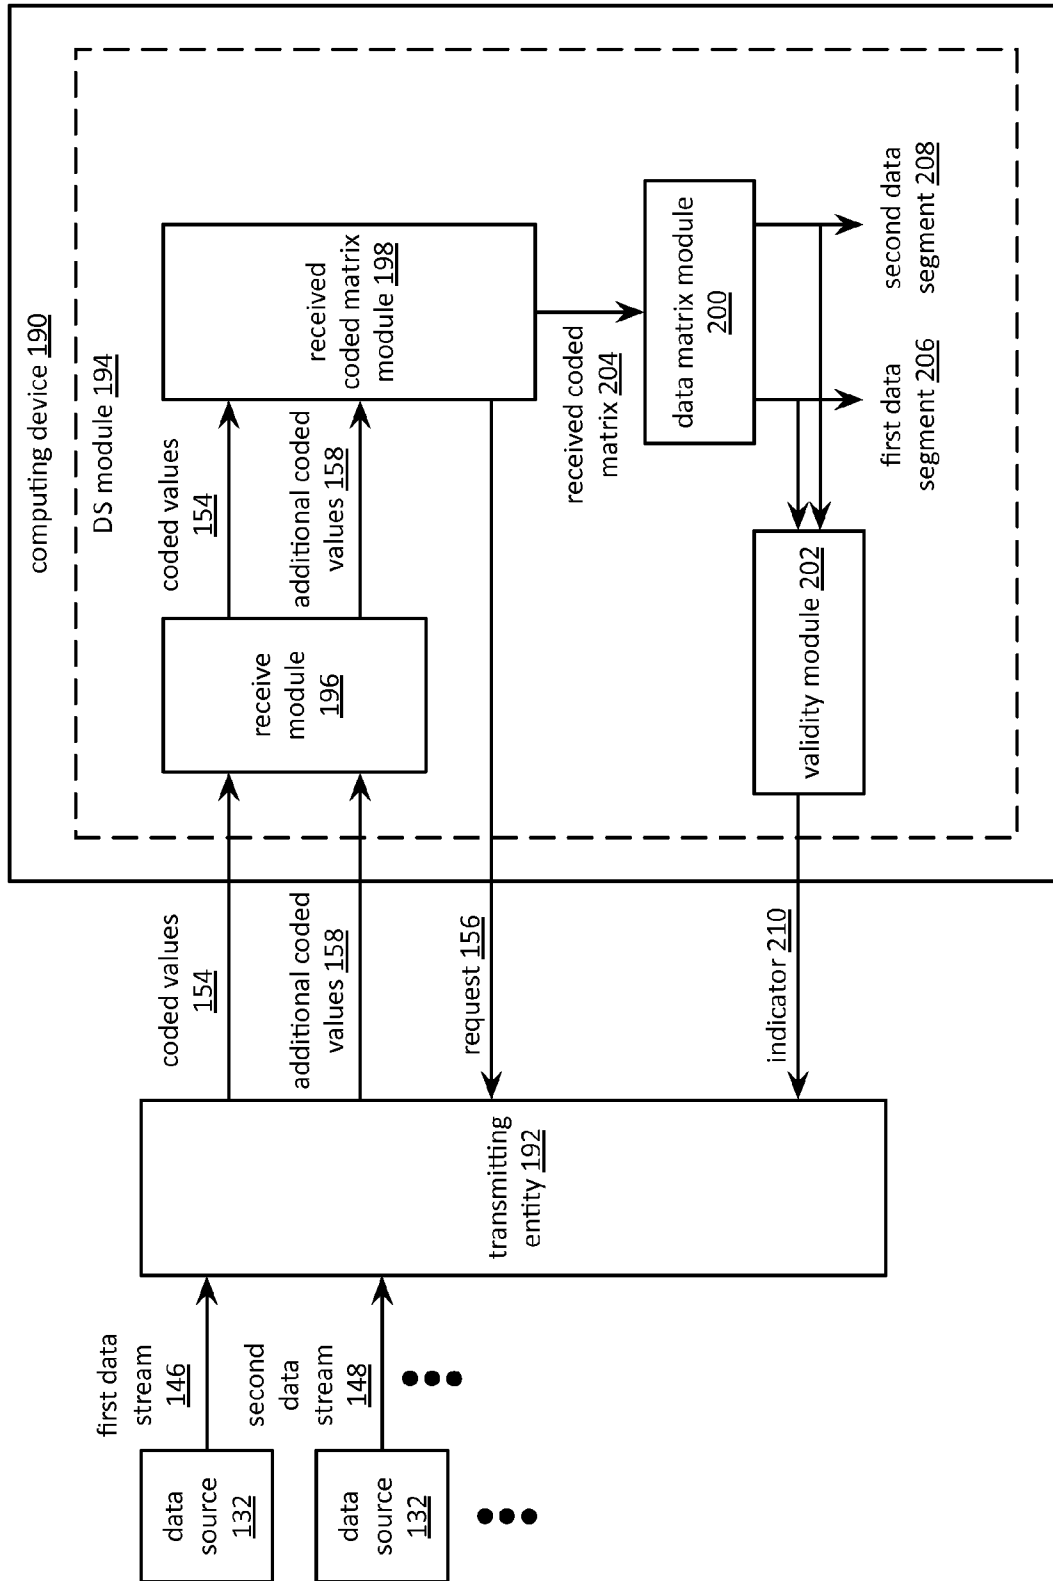 computing device 190
DS module 194
data
source 132
first data
stream
146
data
source
132
second
data
stream
148
transmitting
entity 192
coded values
154
additional coded
values 158
request 156
indicator 210
receive
module
196
coded values
154
additional coded
values 158
received
coded matrix
module 198
received coded
matrix 204
data matrix module
200
validity module 202
first data
segment 206
second data
segment 208